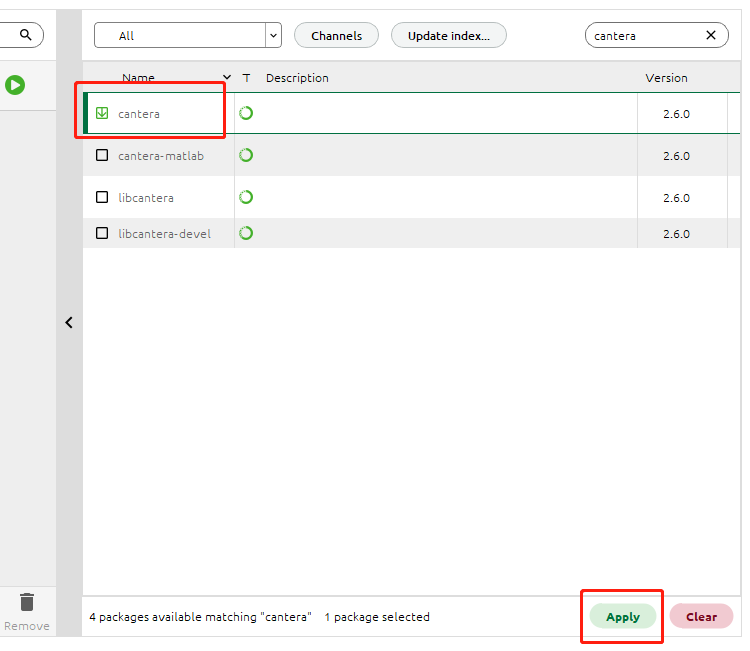 All Channels Update index... cantera
Name T Description Version
cantera 2.6.0
cantera-matlab 2.6.0
libcantera 2.6.0
libcantera-devel 2.6.0
Remove
4 packages available matching "cantera" 1 package selected Apply Clear